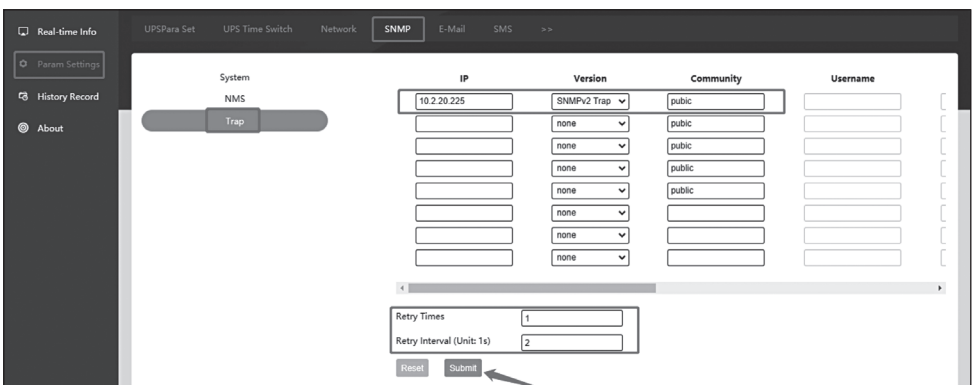 Real-time Info
Param Settings
History Record
About
UPSPara Set UPS Time Switch Network SNMP E-Mail SMS >>
System
NMS
Trap
IP Version Community Username
10.2.20.225 SNMPv2 Trap pubic
none pubic
none pubic
none public
none public
none
none
none
Retry Times 1
Retry Interval (Unit: 1s) 2
Reset Submit